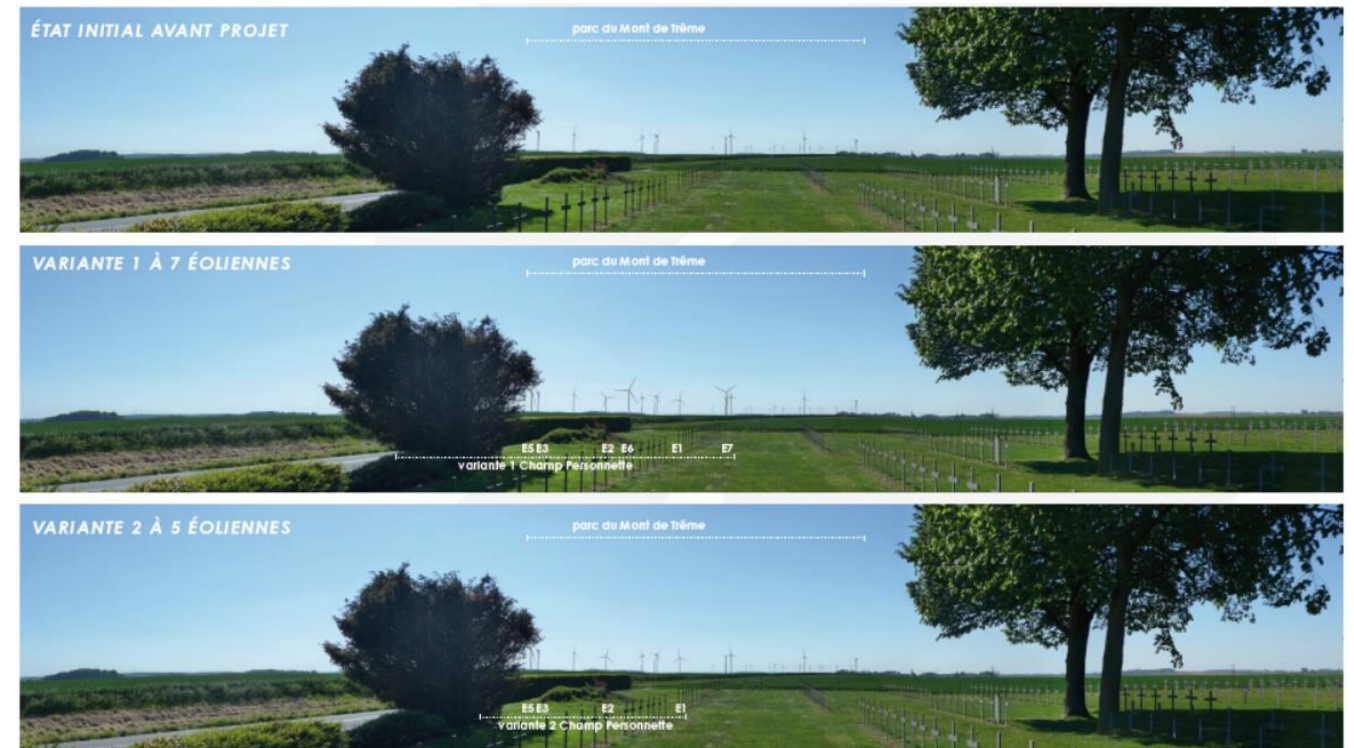 ÉTAT INITIAL AVANT PROJET
parc du Mont de Trême
VARIANTE 1 À 7 ÉOLIENNES
parc du Mont de Trême
E5 E3 E2 E6 E1 E7
variante 1 Champ Personnette
VARIANTE 2 À 5 ÉOLIENNES
parc du Mont de Trême
E5 E3 E2 E1
variante 2 Champ Personnette